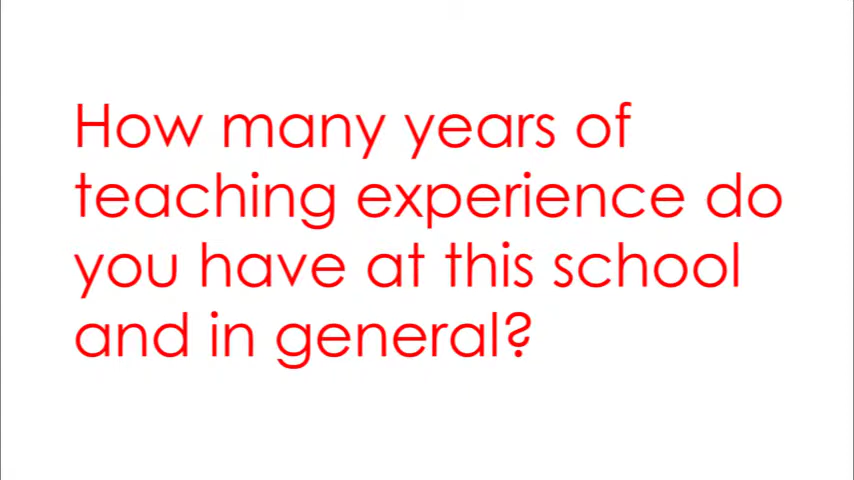 How many years of
teaching experience do
you have at this school
and in general?